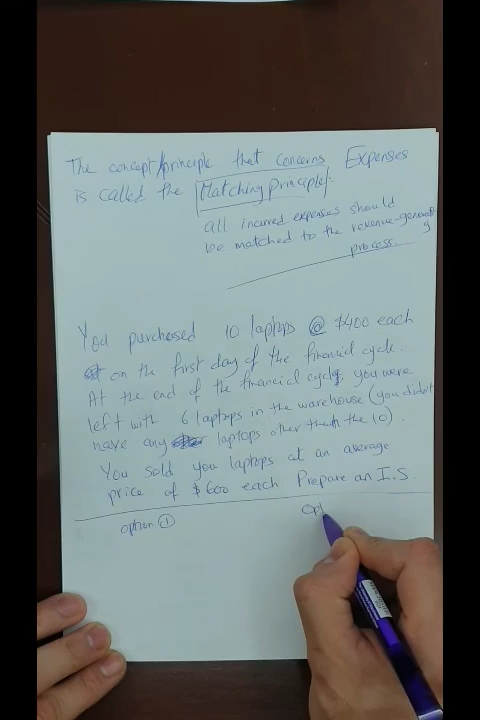 The concept/principle that concerns Expenses
is called the Matching principle:
all incurred expenses should
be matched to the revenue-generating
process.
You purchased 10 laptops @ $400 each
on the first day of the financial cycle.
At the end of the financial cycle, you were
left with 6 laptops in the warehouse (you didn't
have any laptops other than the 10).
You sold you laptops at an average
price of $600 each Prepare an I.S.
option ① opt